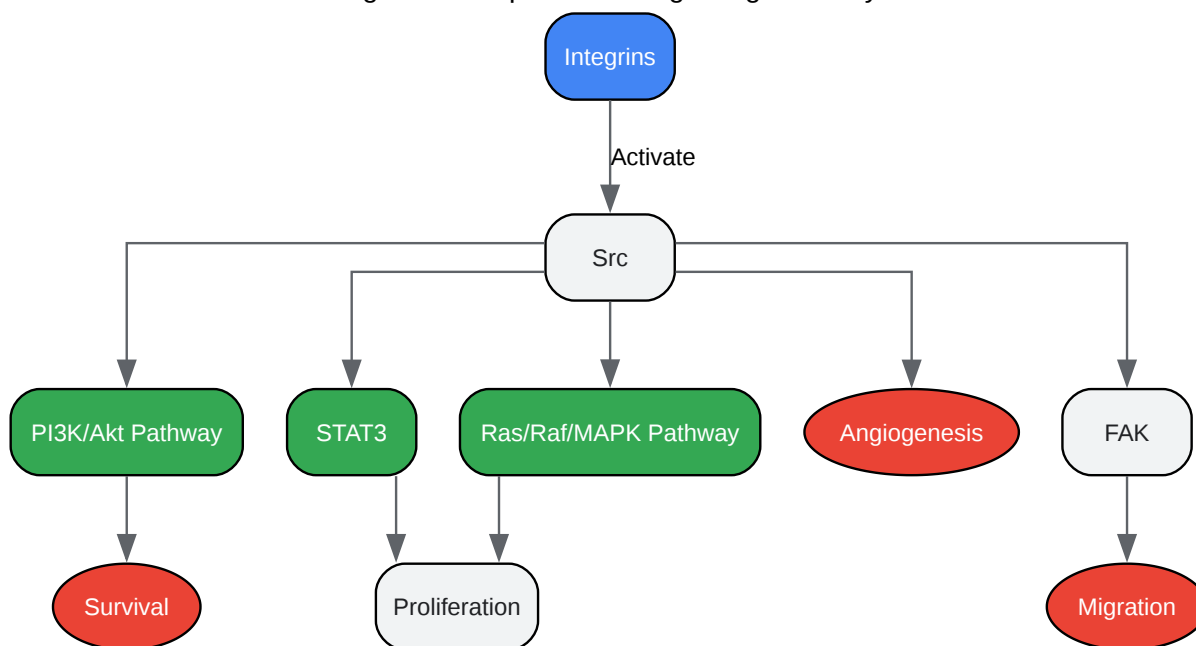 Integrins
Activate
Src
PI3K/Akt Pathway
STAT3
Ras/Raf/MAPK Pathway
Angiogenesis
FAK
Survival
Proliferation
Migration